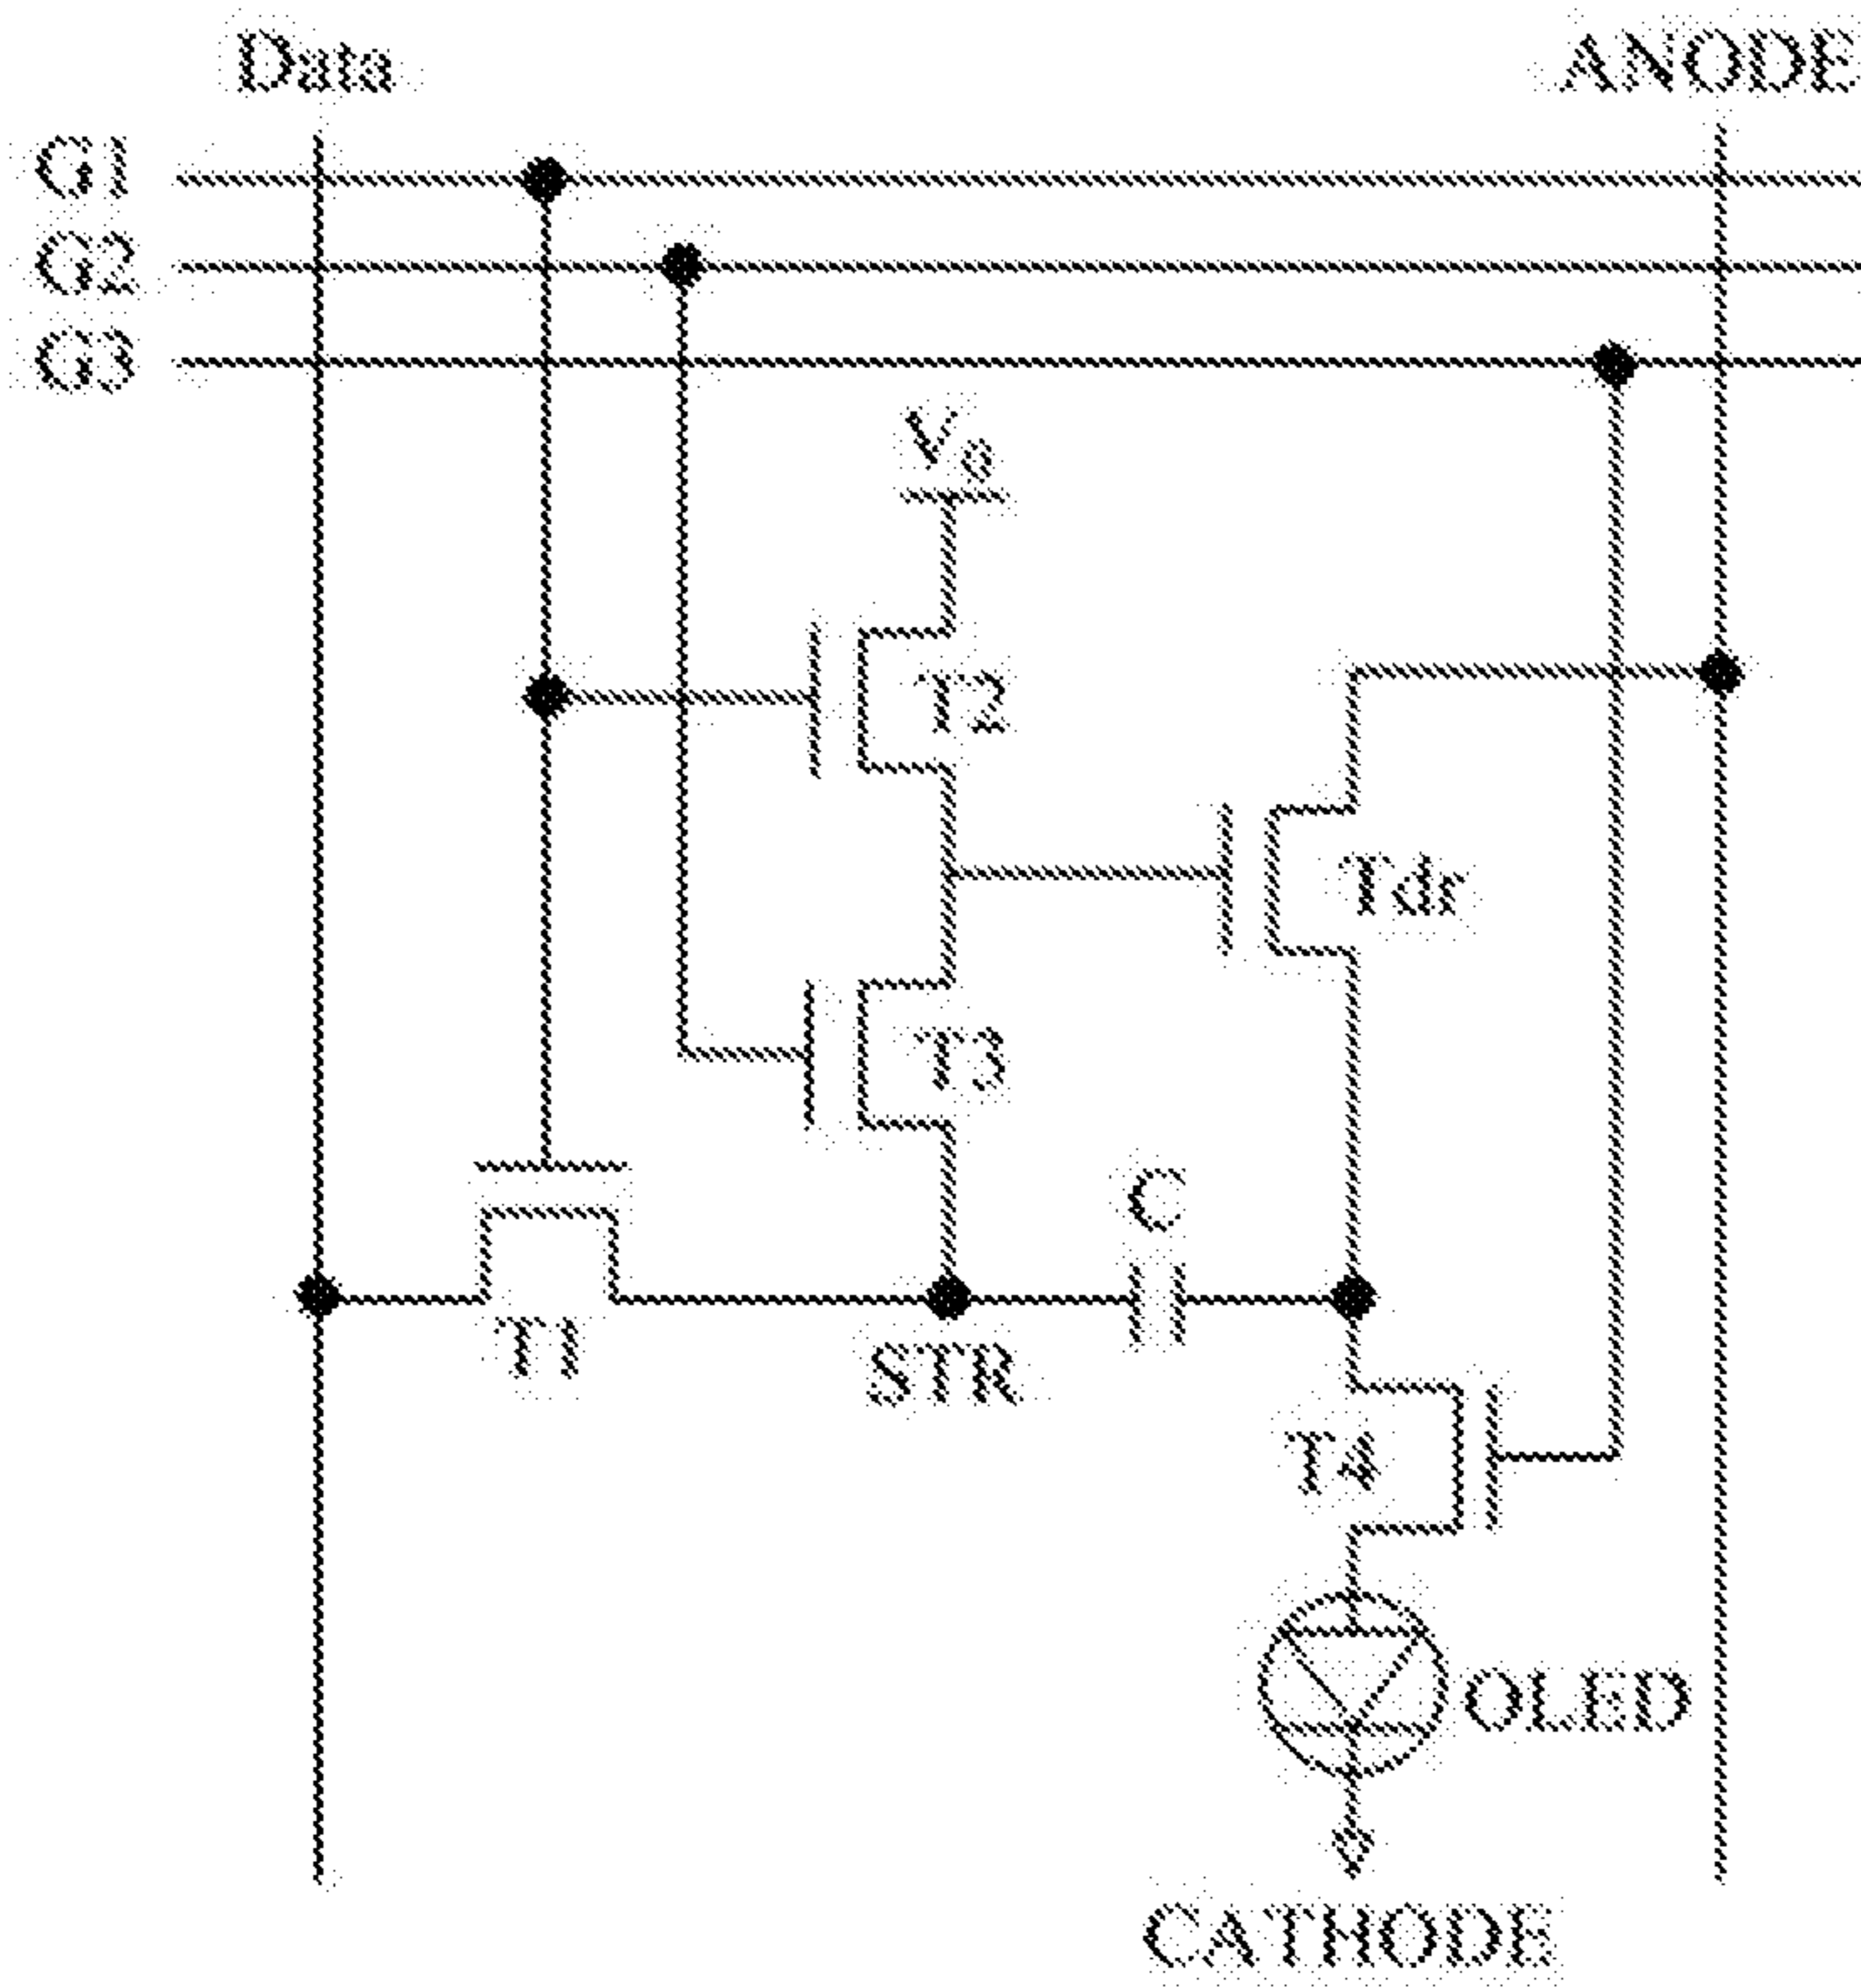 Data ANODE
G1
G2
G3
V₀
T2
Tdr
T3
C
T1
STR
T4
OLED
CATHODE